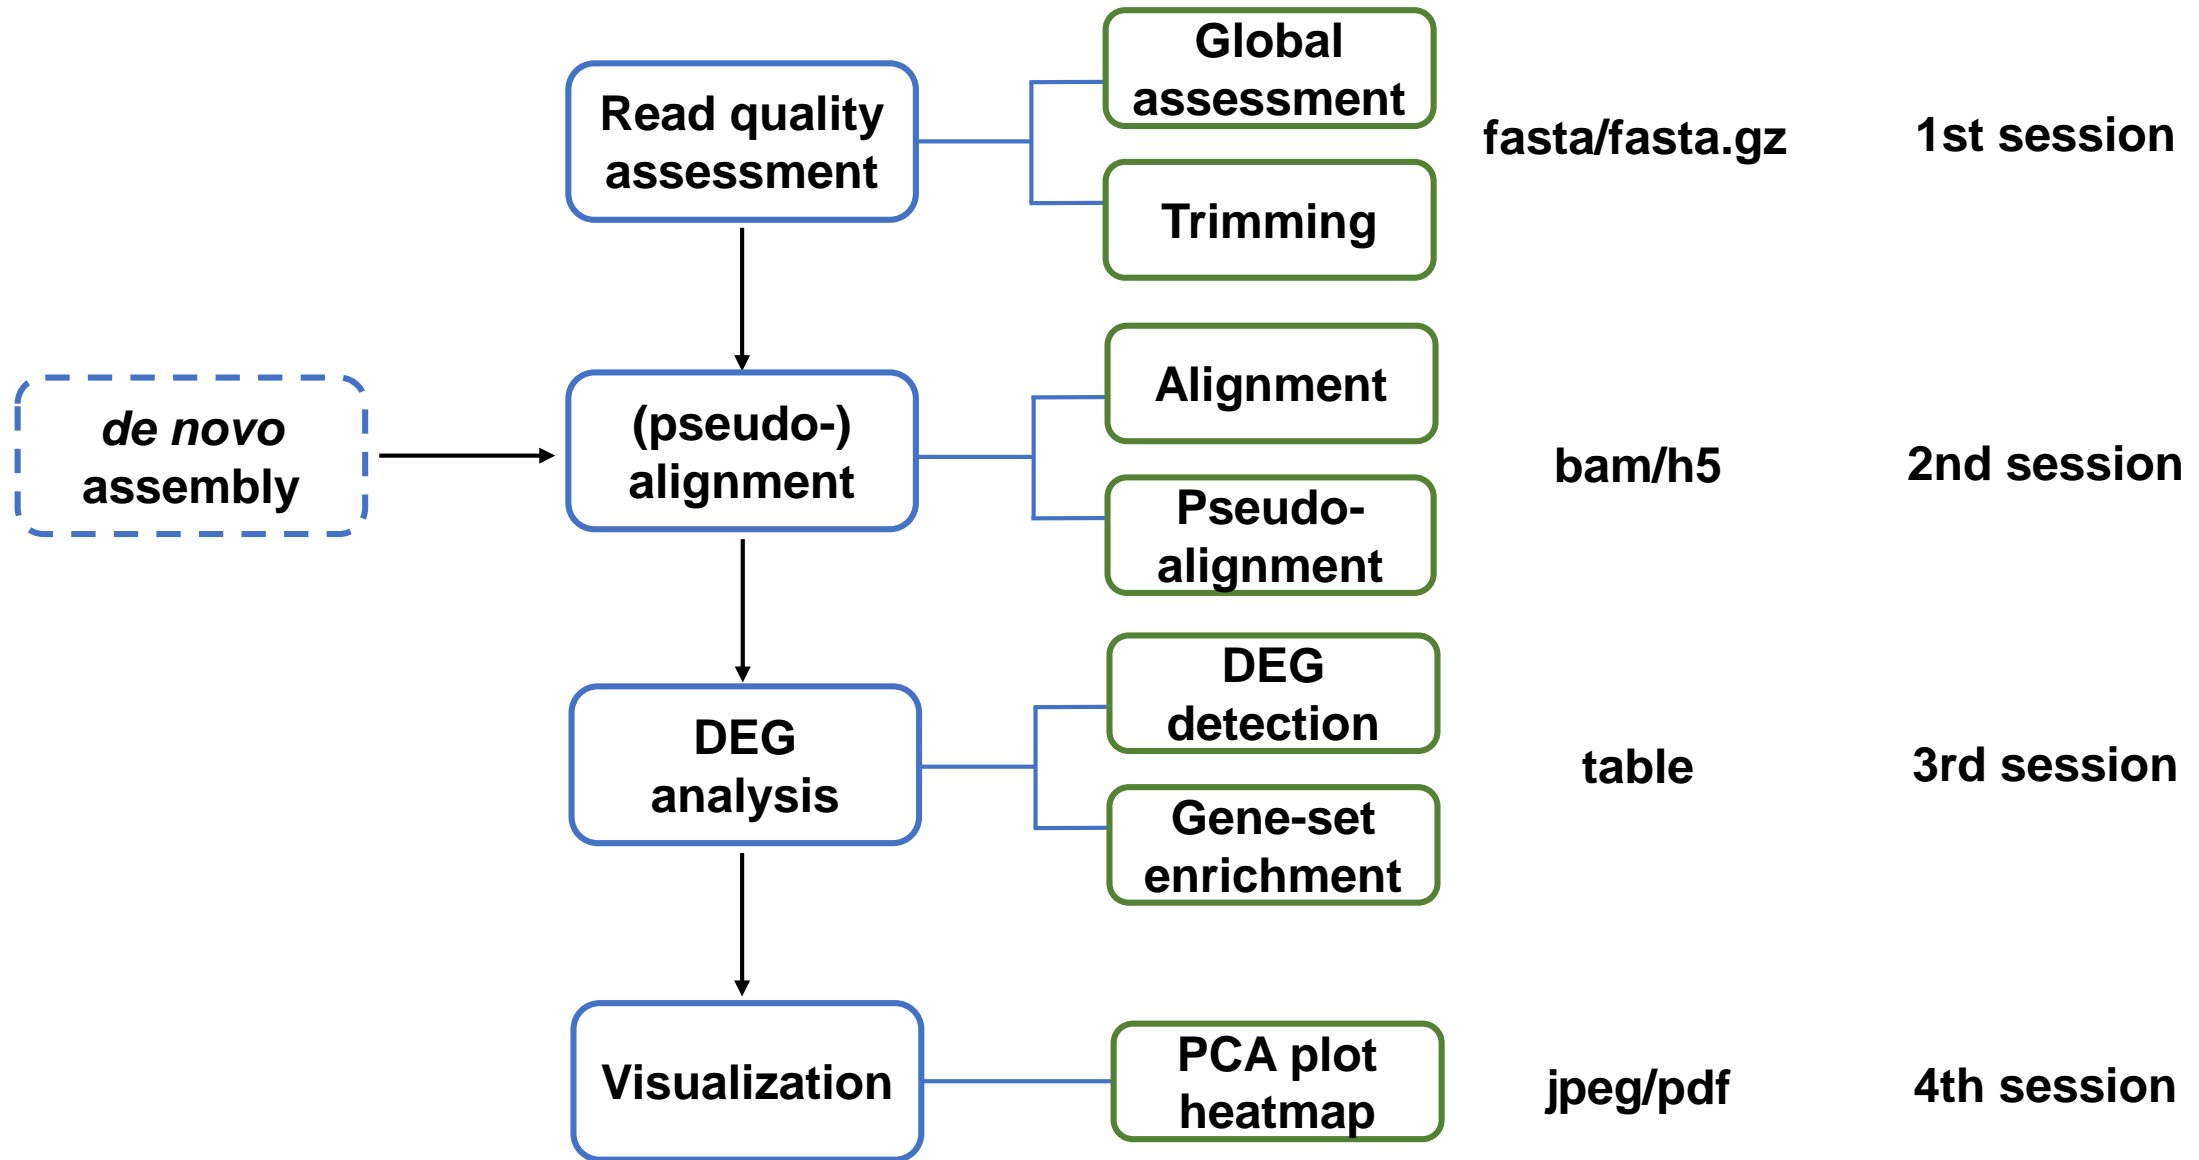 Read quality
assessment
Global
assessment
Trimming
fasta/fasta.gz
1st session
de novo
assembly
(pseudo-)
alignment
Alignment
Pseudo-
alignment
bam/h5
2nd session
DEG
analysis
DEG
detection
Gene-set
enrichment
table
3rd session
Visualization
PCA plot
heatmap
jpeg/pdf
4th session